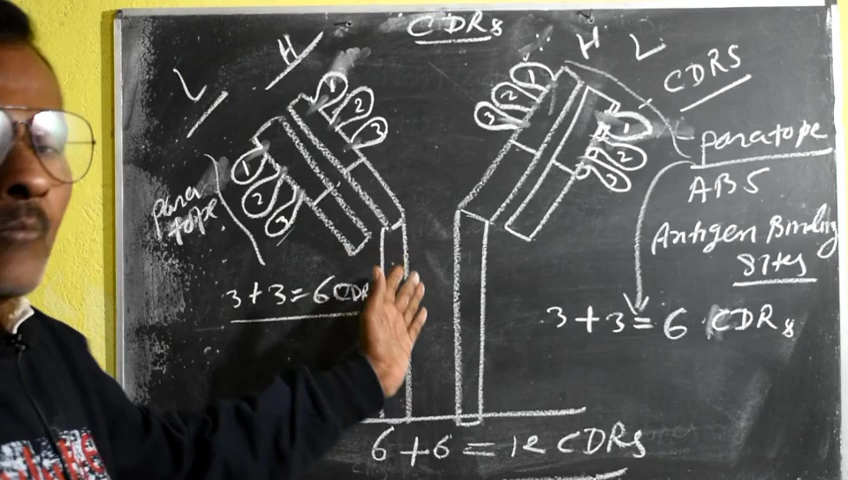 CDRs
L
H
H
L
CDRS
1
2
3
1
2
3
1
2
3
1
2
3
para
tope
paratope
ABS
Antigen Binding
Sites
3+3=6 CDR
3+3=6 CDRs
6+6=12 CDRs